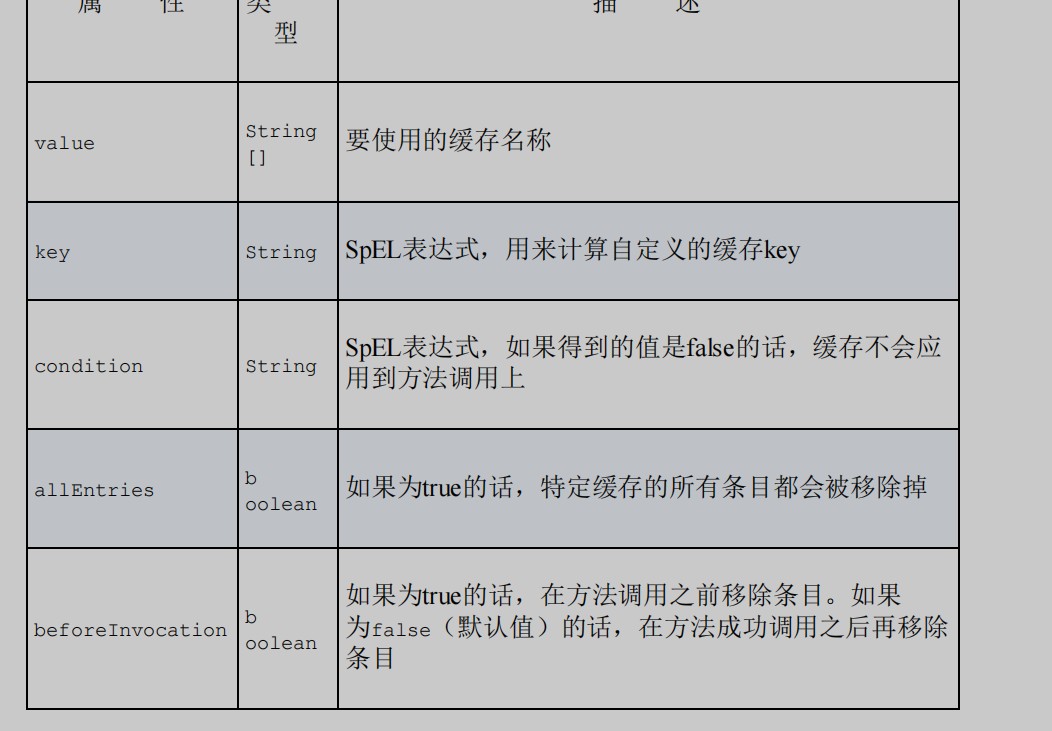 属 性 类
型
描 述
value
String
[]
要使用的缓存名称
key
String
SpEL表达式，用来计算自定义的缓存key
condition
String
SpEL表达式，如果得到的值是false的话，缓存不会应
用到方法调用上
allEntries
b
oolean
如果为true的话，特定缓存的所有条目都会被移除掉
beforeInvocation
b
oolean
如果为true的话，在方法调用之前移除条目。如果
为false（默认值）的话，在方法成功调用之后再移除
条目